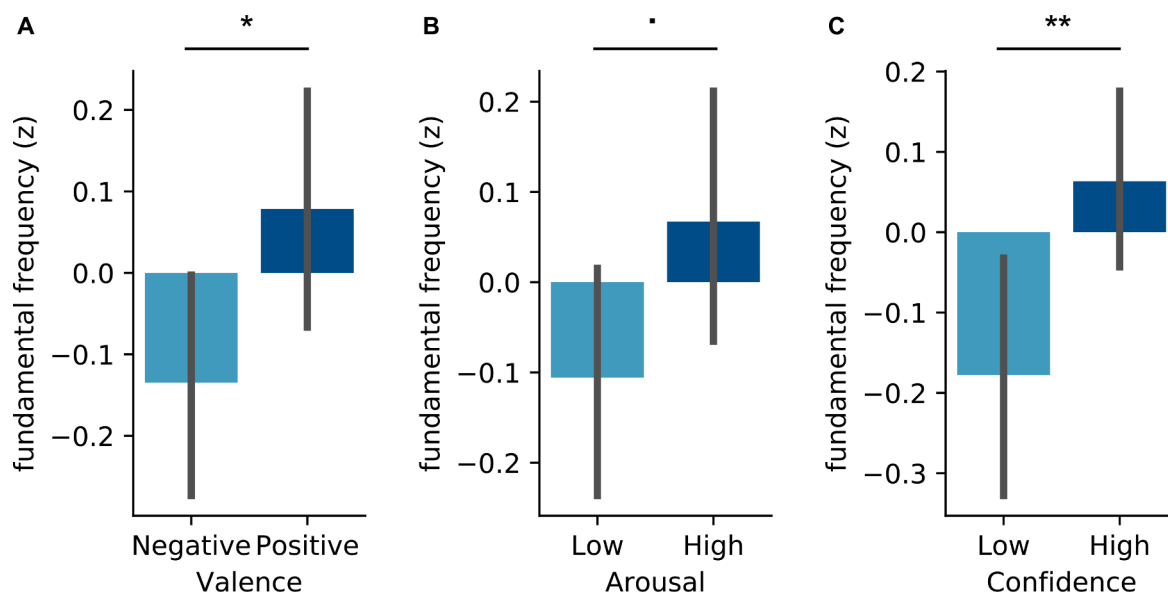 A
*
fundamental frequency (z)
0.2
0.1
0.0
−0.1
−0.2
Negative Positive
Valence
B
.
fundamental frequency (z)
0.2
0.1
0.0
−0.1
−0.2
Low High
Arousal
C
**
fundamental frequency (z)
0.2
0.1
0.0
−0.1
−0.2
−0.3
Low High
Confidence